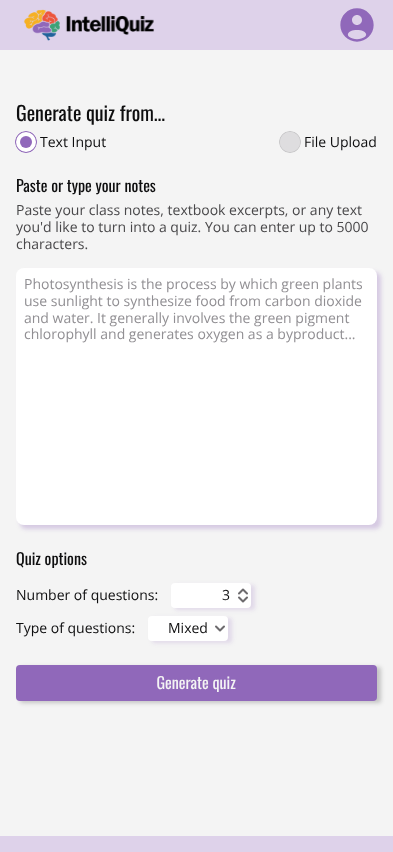 IntelliQuiz
Generate quiz from...
Text Input
File Upload
Paste or type your notes
Paste your class notes, textbook excerpts, or any text
you'd like to turn into a quiz. You can enter up to 5000
characters.
Photosynthesis is the process by which green plants
use sunlight to synthesize food from carbon dioxide
and water. It generally involves the green pigment
chlorophyll and generates oxygen as a byproduct...
Quiz options
Number of questions: 3
Type of questions: Mixed
Generate quiz